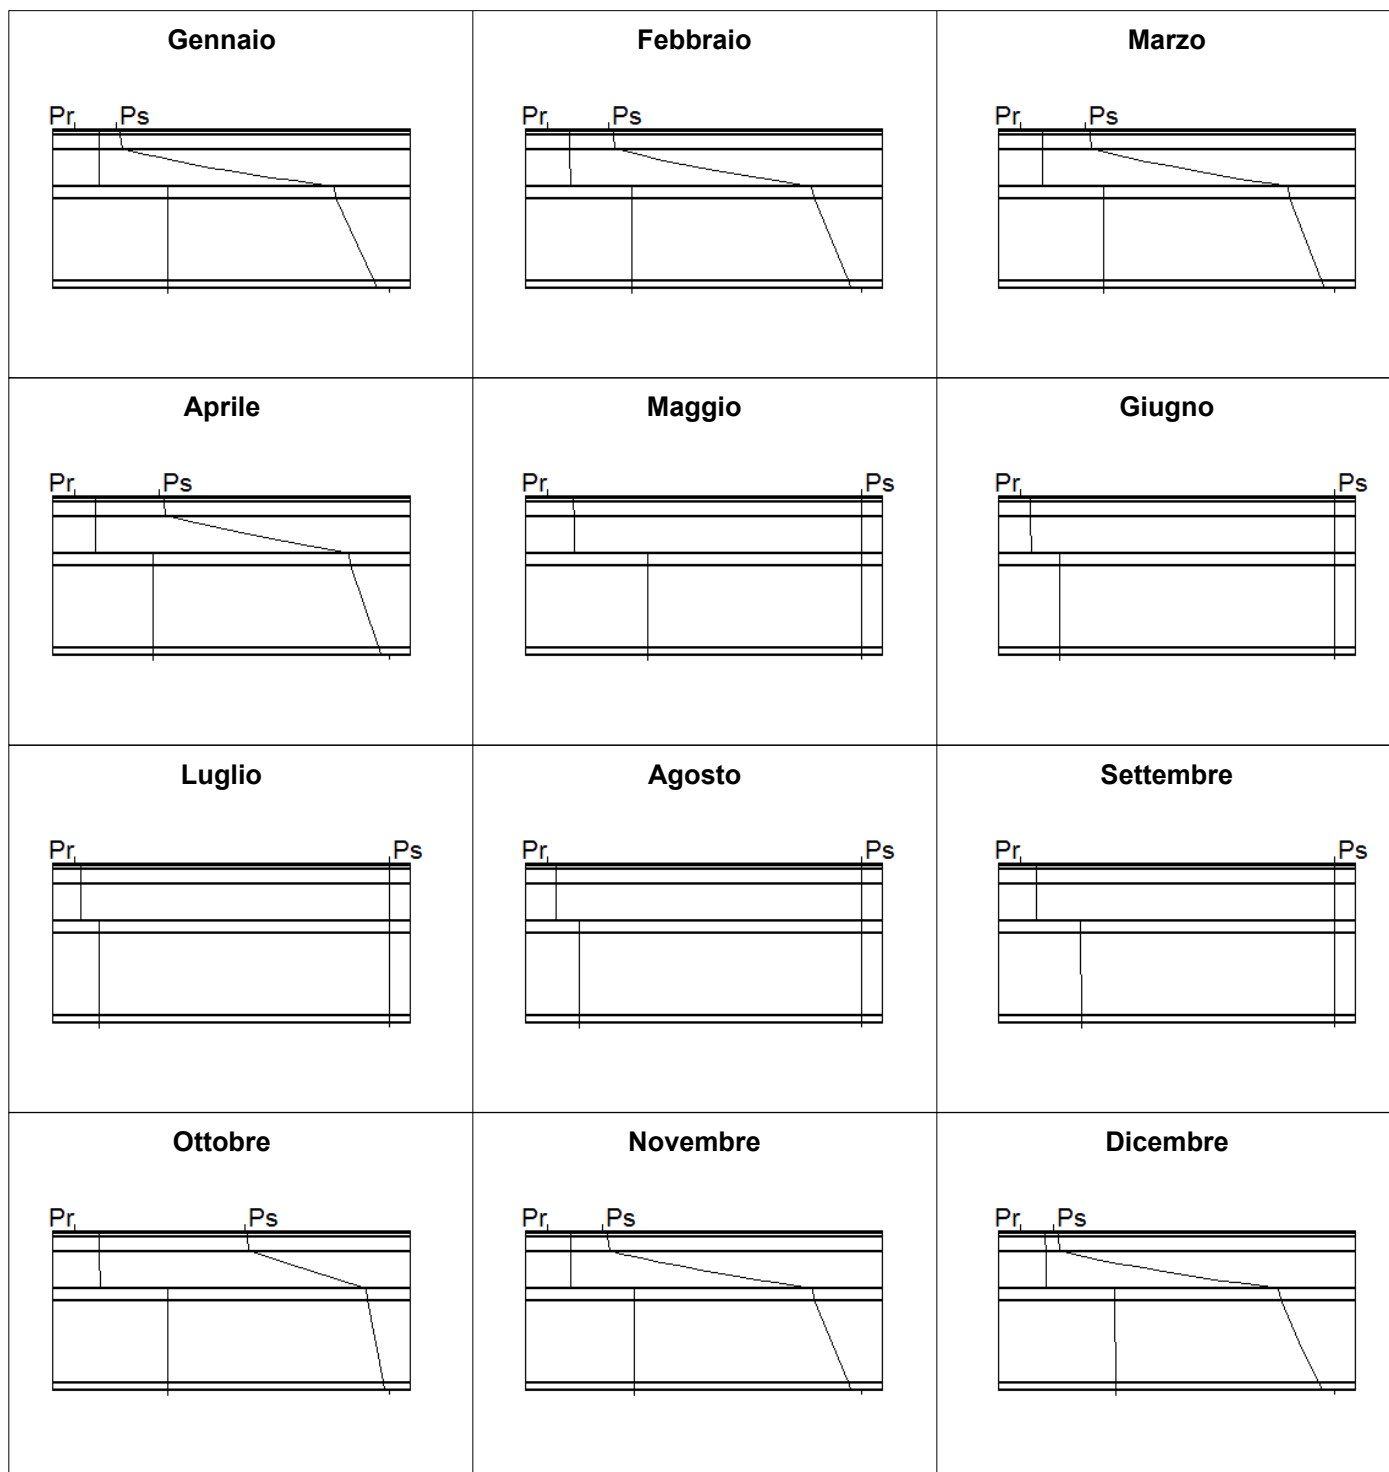 Gennaio Febbraio Marzo
Pr Ps Pr Ps Pr Ps
Aprile Maggio Giugno
Pr Ps Pr Ps Pr Ps
Luglio Agosto Settembre
Pr Ps Pr Ps Pr Ps
Ottobre Novembre Dicembre
Pr Ps Pr Ps Pr Ps